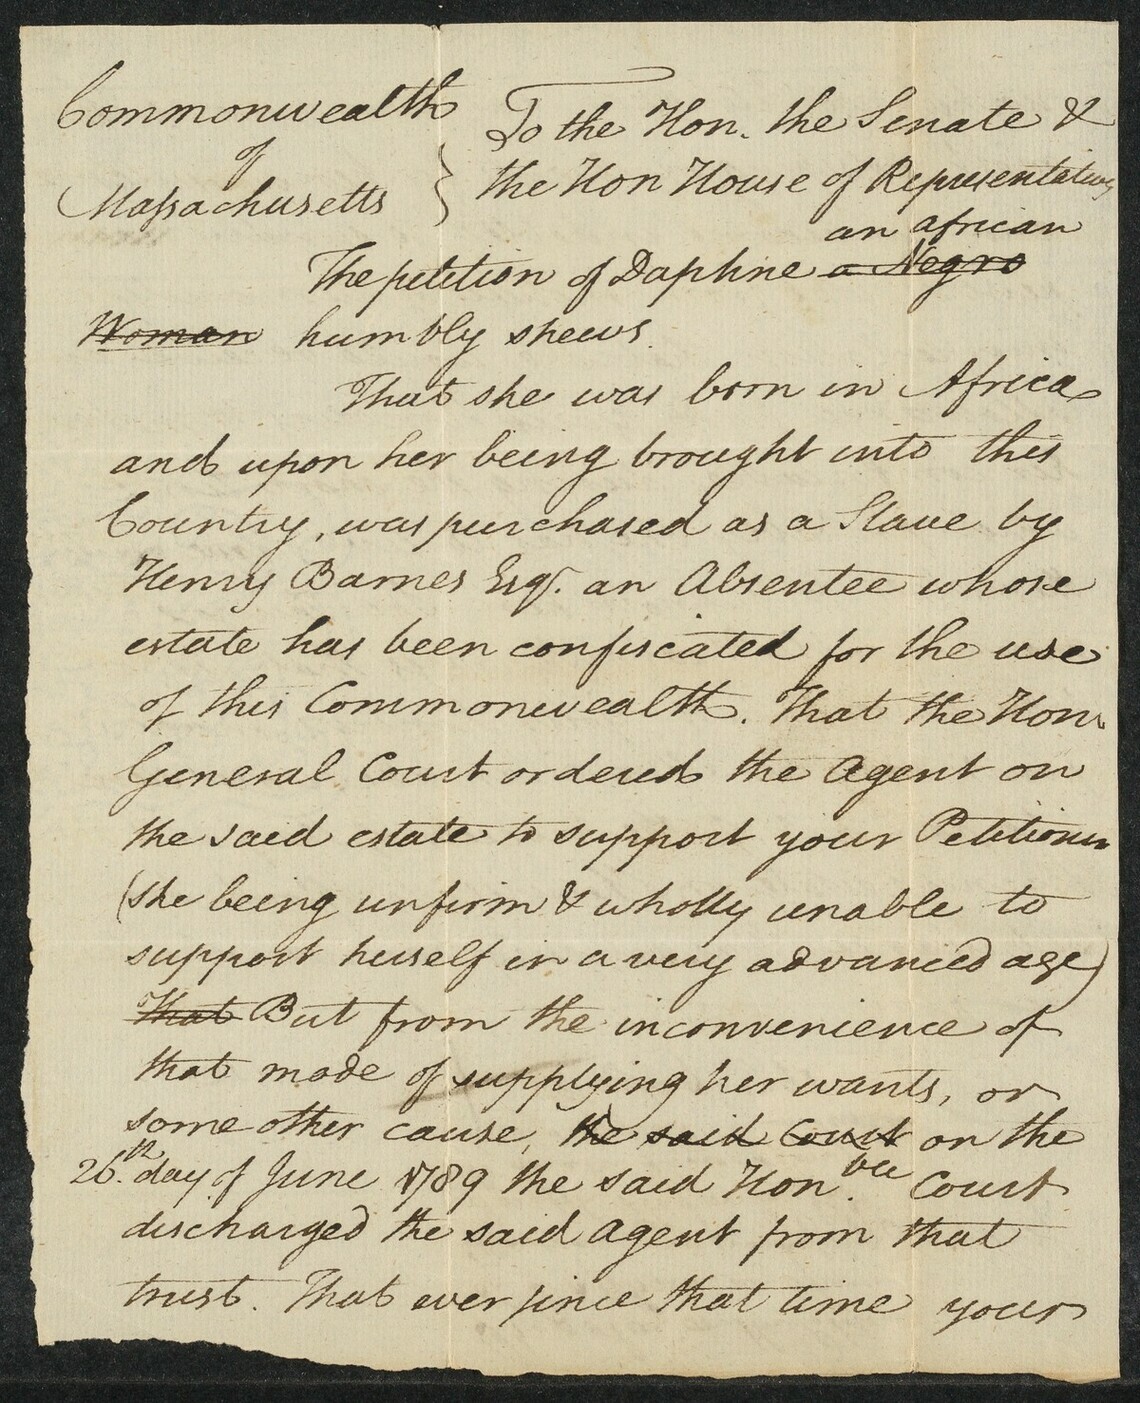 Commonwealth
of
Massachusetts
} To the Hon. the Senate &
the Hon House of Representatives
an african
The petition of Daphne a Negro
Woman humbly shews.
That she was born in Africa
and upon her being brought into this
Country, was purchased as a Slave by
Henry Barnes Esqr. an Absentee whose
estate has been confiscated for the use
of this Commonwealth. That the Hon.
General Court ordered the Agent on
the said estate to support your Petitioner
(she being infirm & wholly unable to
support herself in a very advanced age)
That But from the inconvenience of
that mode of supplying her wants, or
some other cause, the said Court on the
26.th day of June 1789 the said Hon.ble Court
discharged the said Agent from that
trust. That ever since that time your